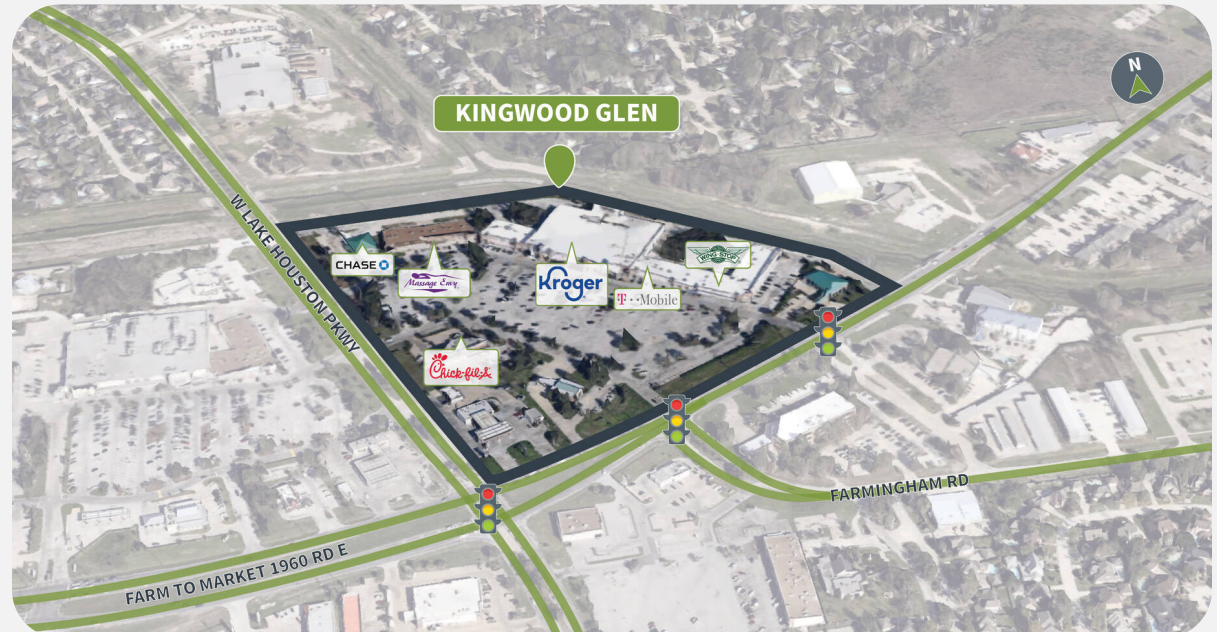 N
KINGWOOD GLEN
W LAKE HOUSTON PKWY
CHASE
Massage Envy
Kroger
T··Mobile
WING STOP
Chick-fil-A
FARMINGHAM RD
FARM TO MARKET 1960 RD E